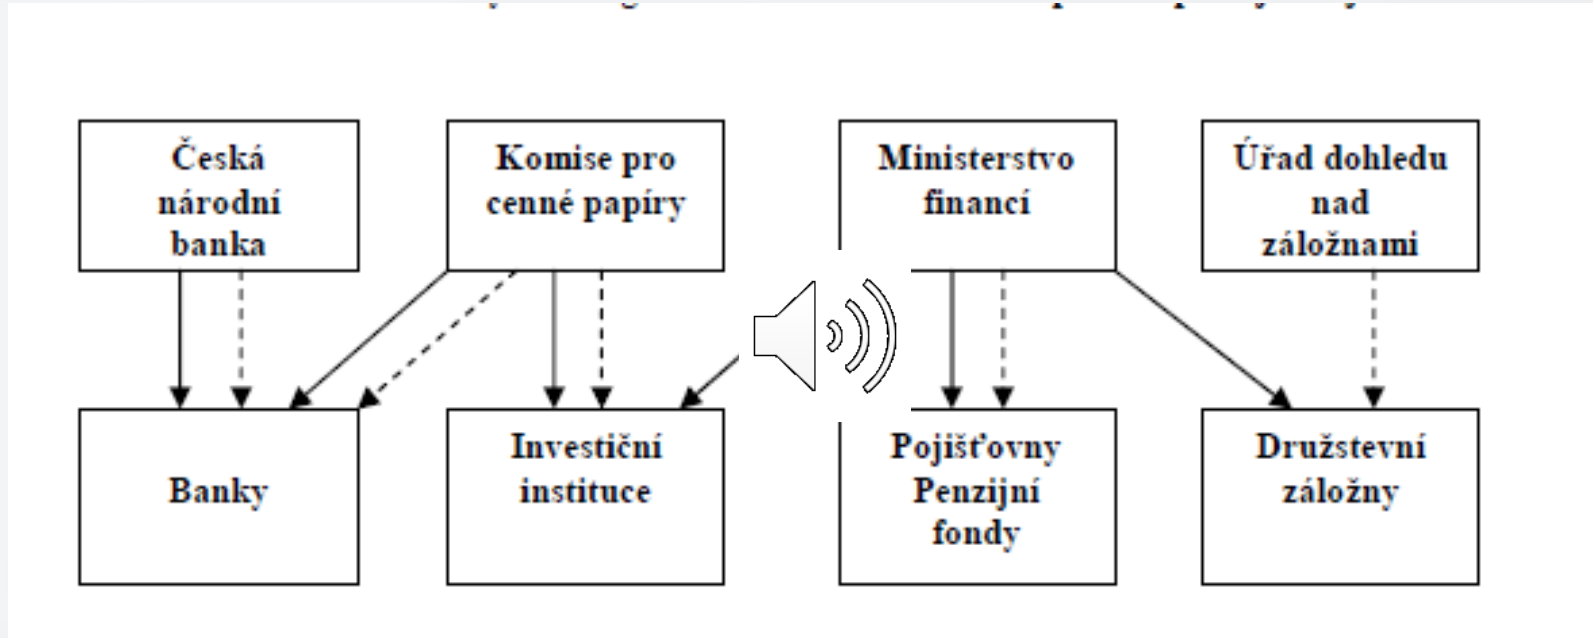 Česká
národní
banka
Komise pro
cenné papíry
Ministerstvo
financí
Úřad dohledu
nad
záložnami
Banky
Investiční
instituce
Pojišťovny
Penzijní
fondy
Družstevní
záložny